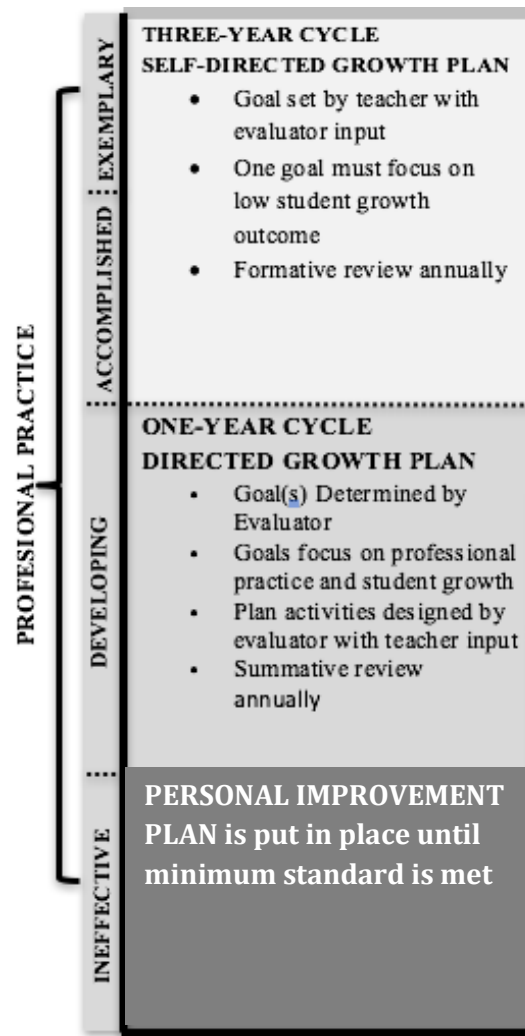 PROFESIONAL PRACTICE
EXEMPLARY
THREE-YEAR CYCLE
SELF-DIRECTED GROWTH PLAN
• Goal set by teacher with
evaluator input
• One goal must focus on
low student growth
outcome
• Formative review annually
ACCOMPLISHED
DEVELOPING
ONE-YEAR CYCLE
DIRECTED GROWTH PLAN
• Goal(s) Determined by
Evaluator
• Goals focus on professional
practice and student growth
• Plan activities designed by
evaluator with teacher input
• Summative review
annually
INEFFECTIVE
PERSONAL IMPROVEMENT
PLAN is put in place until
minimum standard is met